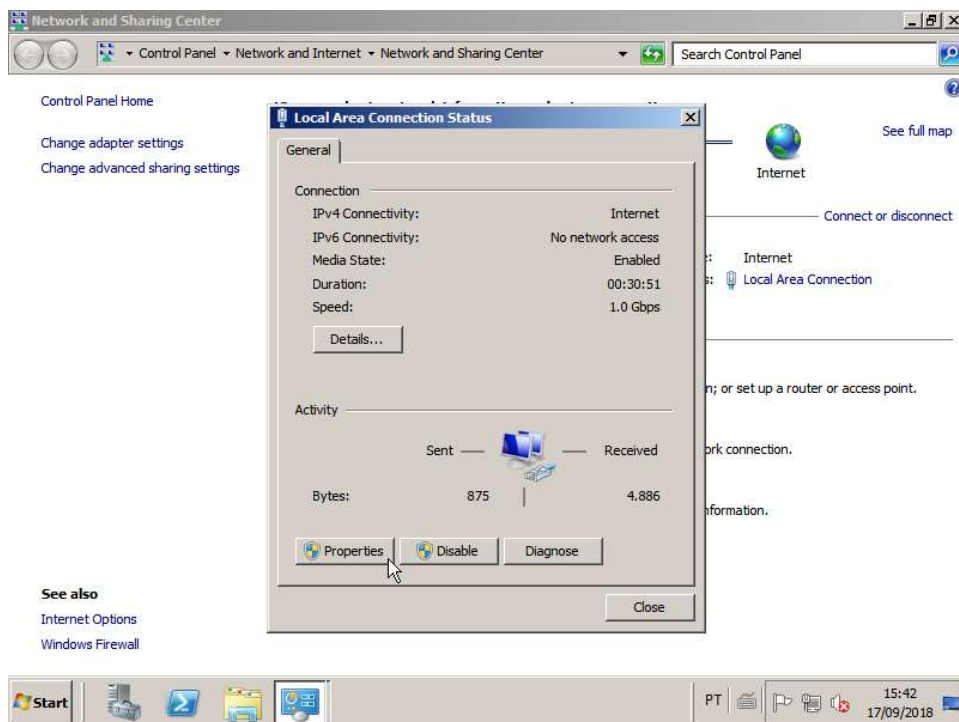 Network and Sharing Center
Control Panel Network and Internet Network and Sharing Center
Search Control Panel
Control Panel Home
Change adapter settings
Change advanced sharing settings
See full map
Internet
Connect or disconnect
Internet
Local Area Connection
n; or set up a router or access point.
ork connection.
nformation.
Local Area Connection Status
General
Connection
IPv4 Connectivity: Internet
IPv6 Connectivity: No network access
Media State: Enabled
Duration: 00:30:51
Speed: 1.0 Gbps
Details...
Activity
Sent Received
Bytes: 875 4.886
Properties Disable Diagnose
Close
See also
Internet Options
Windows Firewall
Start
PT
15:42
17/09/2018